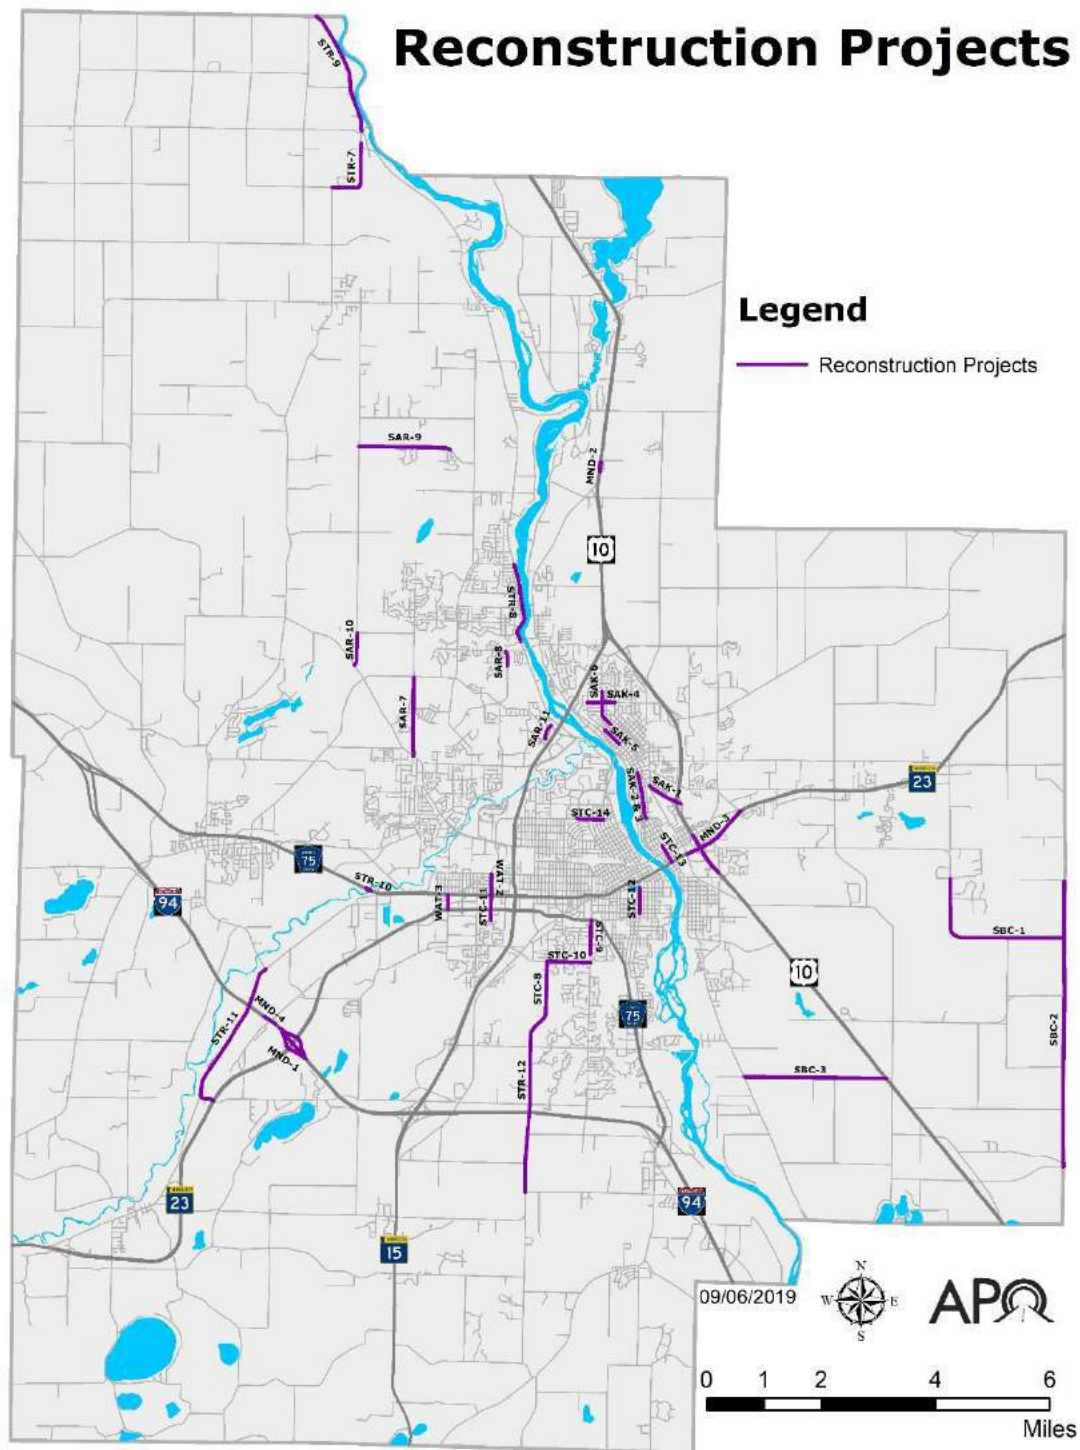 Reconstruction Projects
STR-9
STR-7
Legend
Reconstruction Projects
SAR-9
MND-2
10
STR-8
SAR-10
SAR-8
SAK-6
SAK-4
SAR-7
SAR-11
SAK-5
SAK-2 & 3
SAK-1
23
STC-14
MND-3
STC-13
75
STR-10
WAT-2
94
WAT-3
STC-11
STC-12
STC-9
SBC-1
STC-10
STC-8
10
MND-4
75
STR-11
SBC-2
MND-1
STR-12
SBC-3
23
94
15
09/06/2019
N
W
E
S
APO
0 1 2 4 6
Miles